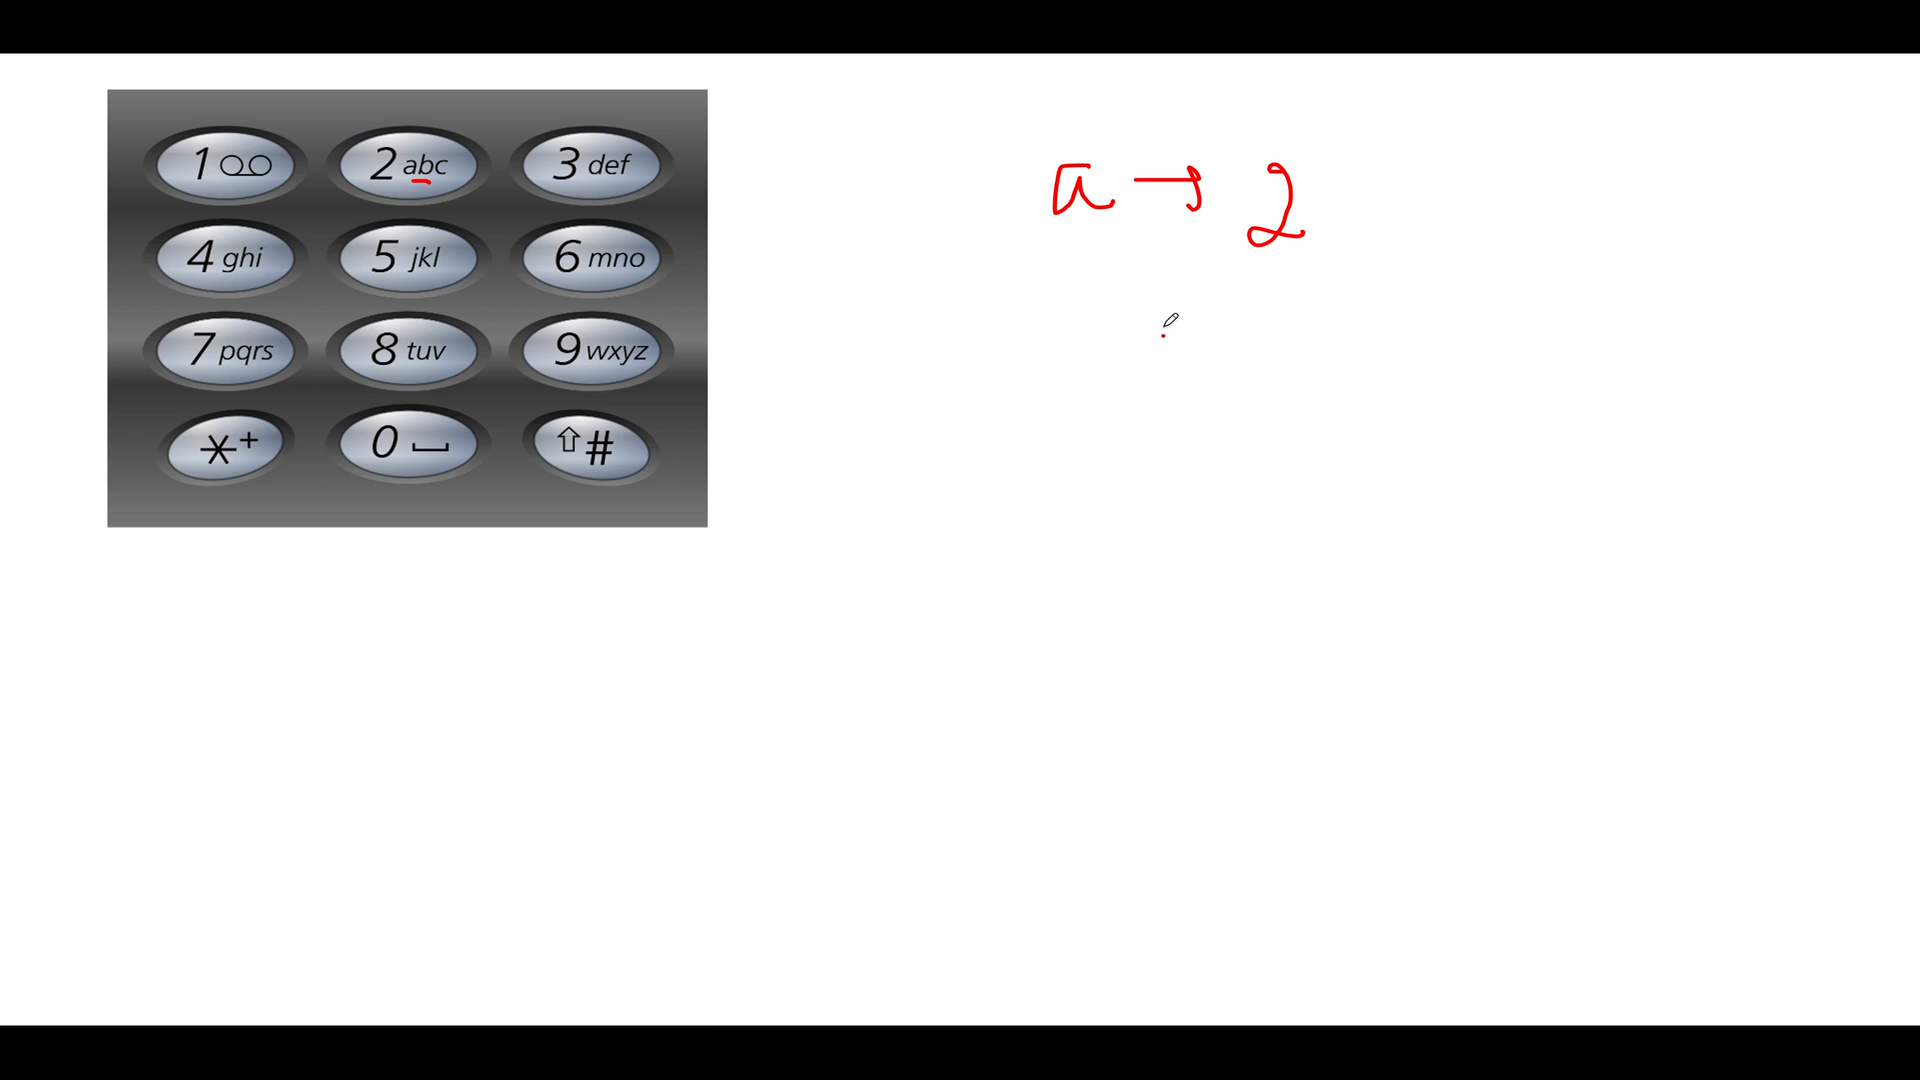 1 2 abc 3 def
4 ghi 5 jkl 6 mno
7 pqrs 8 tuv 9 wxyz
*+ 0 #
a → 2